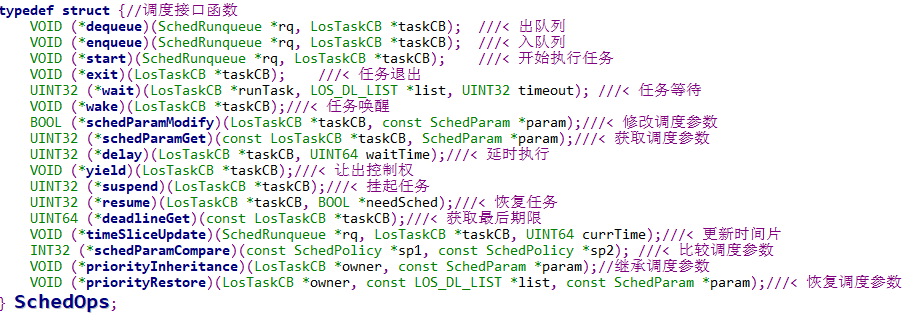 typedef struct {//调度接口函数
VOID (*dequeue)(SchedRunqueue *rq, LosTaskCB *taskCB); ///< 出队列
VOID (*enqueue)(SchedRunqueue *rq, LosTaskCB *taskCB); ///< 入队列
VOID (*start)(SchedRunqueue *rq, LosTaskCB *taskCB); ///< 开始执行任务
VOID (*exit)(LosTaskCB *taskCB); ///< 任务退出
UINT32 (*wait)(LosTaskCB *runTask, LOS_DL_LIST *list, UINT32 timeout); ///< 任务等待
VOID (*wake)(LosTaskCB *taskCB);///< 任务唤醒
BOOL (*schedParamModify)(LosTaskCB *taskCB, const SchedParam *param);///< 修改调度参数
UINT32 (*schedParamGet)(const LosTaskCB *taskCB, SchedParam *param);///< 获取调度参数
UINT32 (*delay)(LosTaskCB *taskCB, UINT64 waitTime);///< 延时执行
VOID (*yield)(LosTaskCB *taskCB);///< 让出控制权
UINT32 (*suspend)(LosTaskCB *taskCB);///< 挂起任务
UINT32 (*resume)(LosTaskCB *taskCB, BOOL *needSched);///< 恢复任务
UINT64 (*deadlineGet)(const LosTaskCB *taskCB);///< 获取最后期限
VOID (*timeSliceUpdate)(SchedRunqueue *rq, LosTaskCB *taskCB, UINT64 currTime);///< 更新时间片
INT32 (*schedParamCompare)(const SchedPolicy *sp1, const SchedPolicy *sp2); ///< 比较调度参数
VOID (*priorityInheritance)(LosTaskCB *owner, const SchedParam *param);//继承调度参数
VOID (*priorityRestore)(LosTaskCB *owner, const LOS_DL_LIST *list, const SchedParam *param);///< 恢复调度参数
} SchedOps;